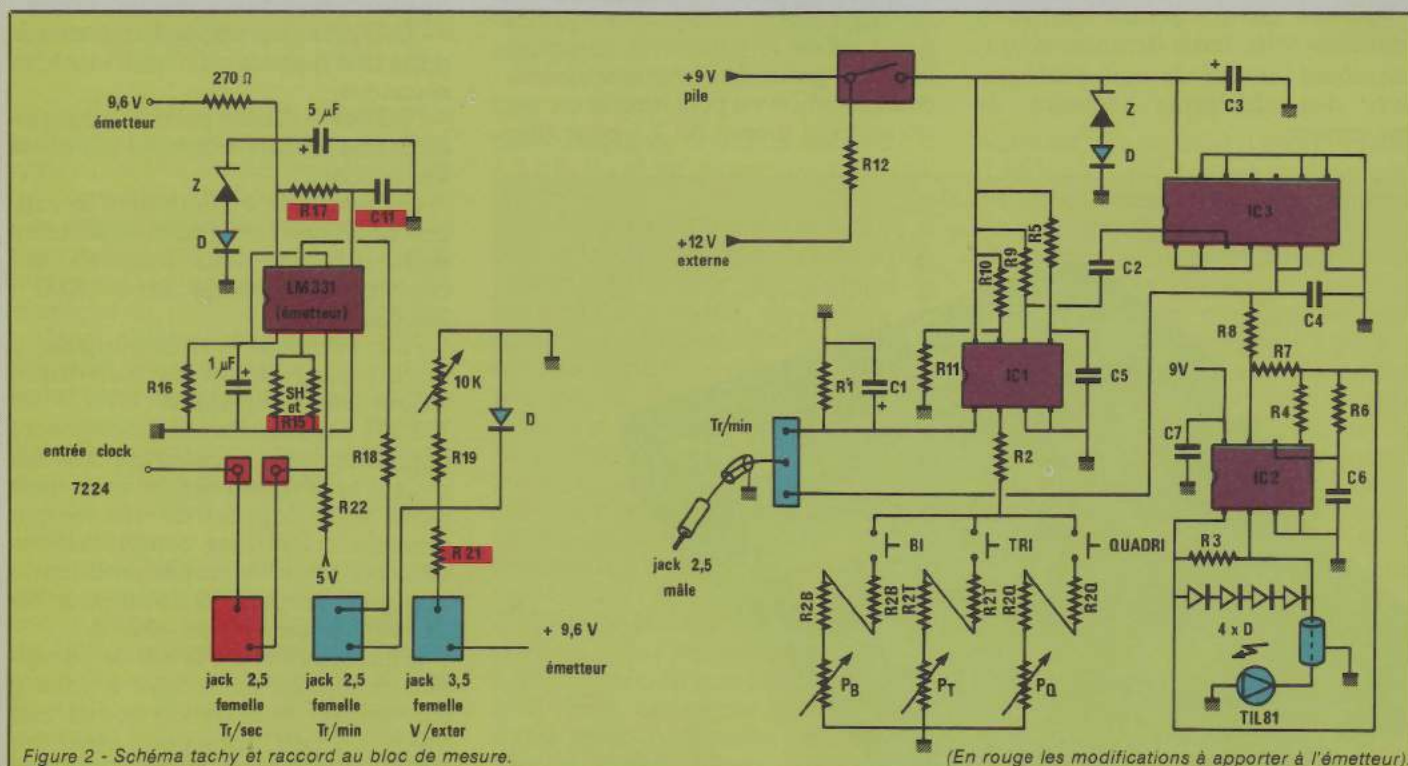 270 Ω
9,6 V
émetteur
5 µF
+
Z
D
R17
C11
LM331
(émetteur)
R16
1 µF
+
SH
et
R15
10 K
D
R18
R19
entrée clock
7224
R22
5 V
R21
+ 9,6 V
émetteur
jack 2,5
femelle
Tr/sec
jack 2,5
femelle
Tr/min
jack 3,5
femelle
V/exter
+9 V
pile
R12
+12 V
externe
Z
D
+
C3
IC3
R10
R9
R5
C2
C4
R8
R7
R1
C1
+
R11
IC1
C5
9V
R4
R6
Tr/min
C7
IC2
C6
R2
jack 2,5
mâle
BI
TRI
QUADRI
R3
R2B
R2B
R2T
R2T
R2Q
R2Q
4 x D
PB
PT
PQ
TIL81
Figure 2 - Schéma tachy et raccord au bloc de mesure.
(En rouge les modifications à apporter à l'émetteur).